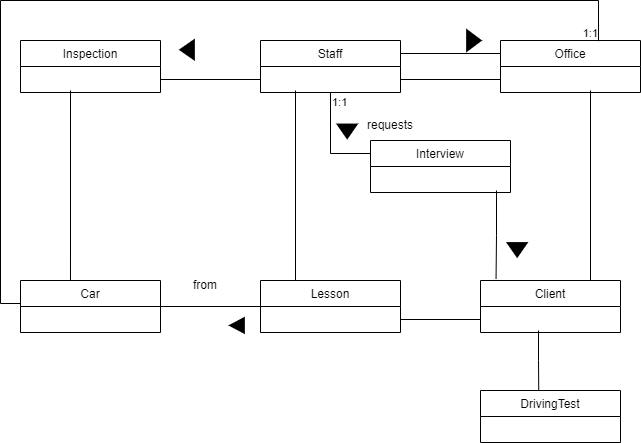 1:1
Inspection
Staff
Office
1:1
requests
Interview
from
Car
Lesson
Client
DrivingTest